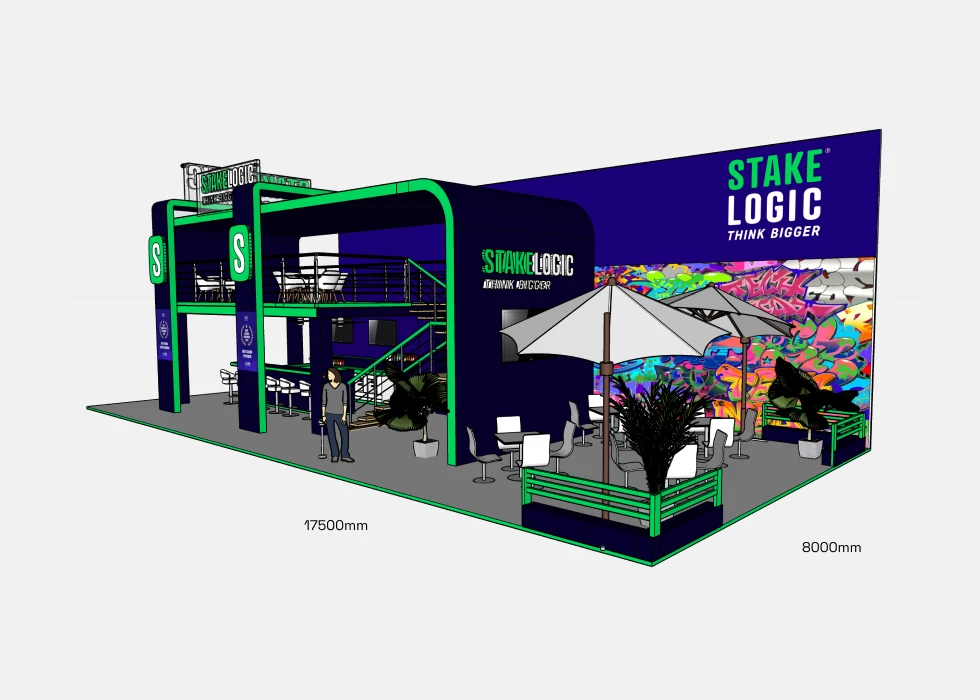 STAKELOGIC
S
S
STAKELOGIC
THINK BIGGER
STAKE®
LOGIC
THINK BIGGER
17500mm
8000mm